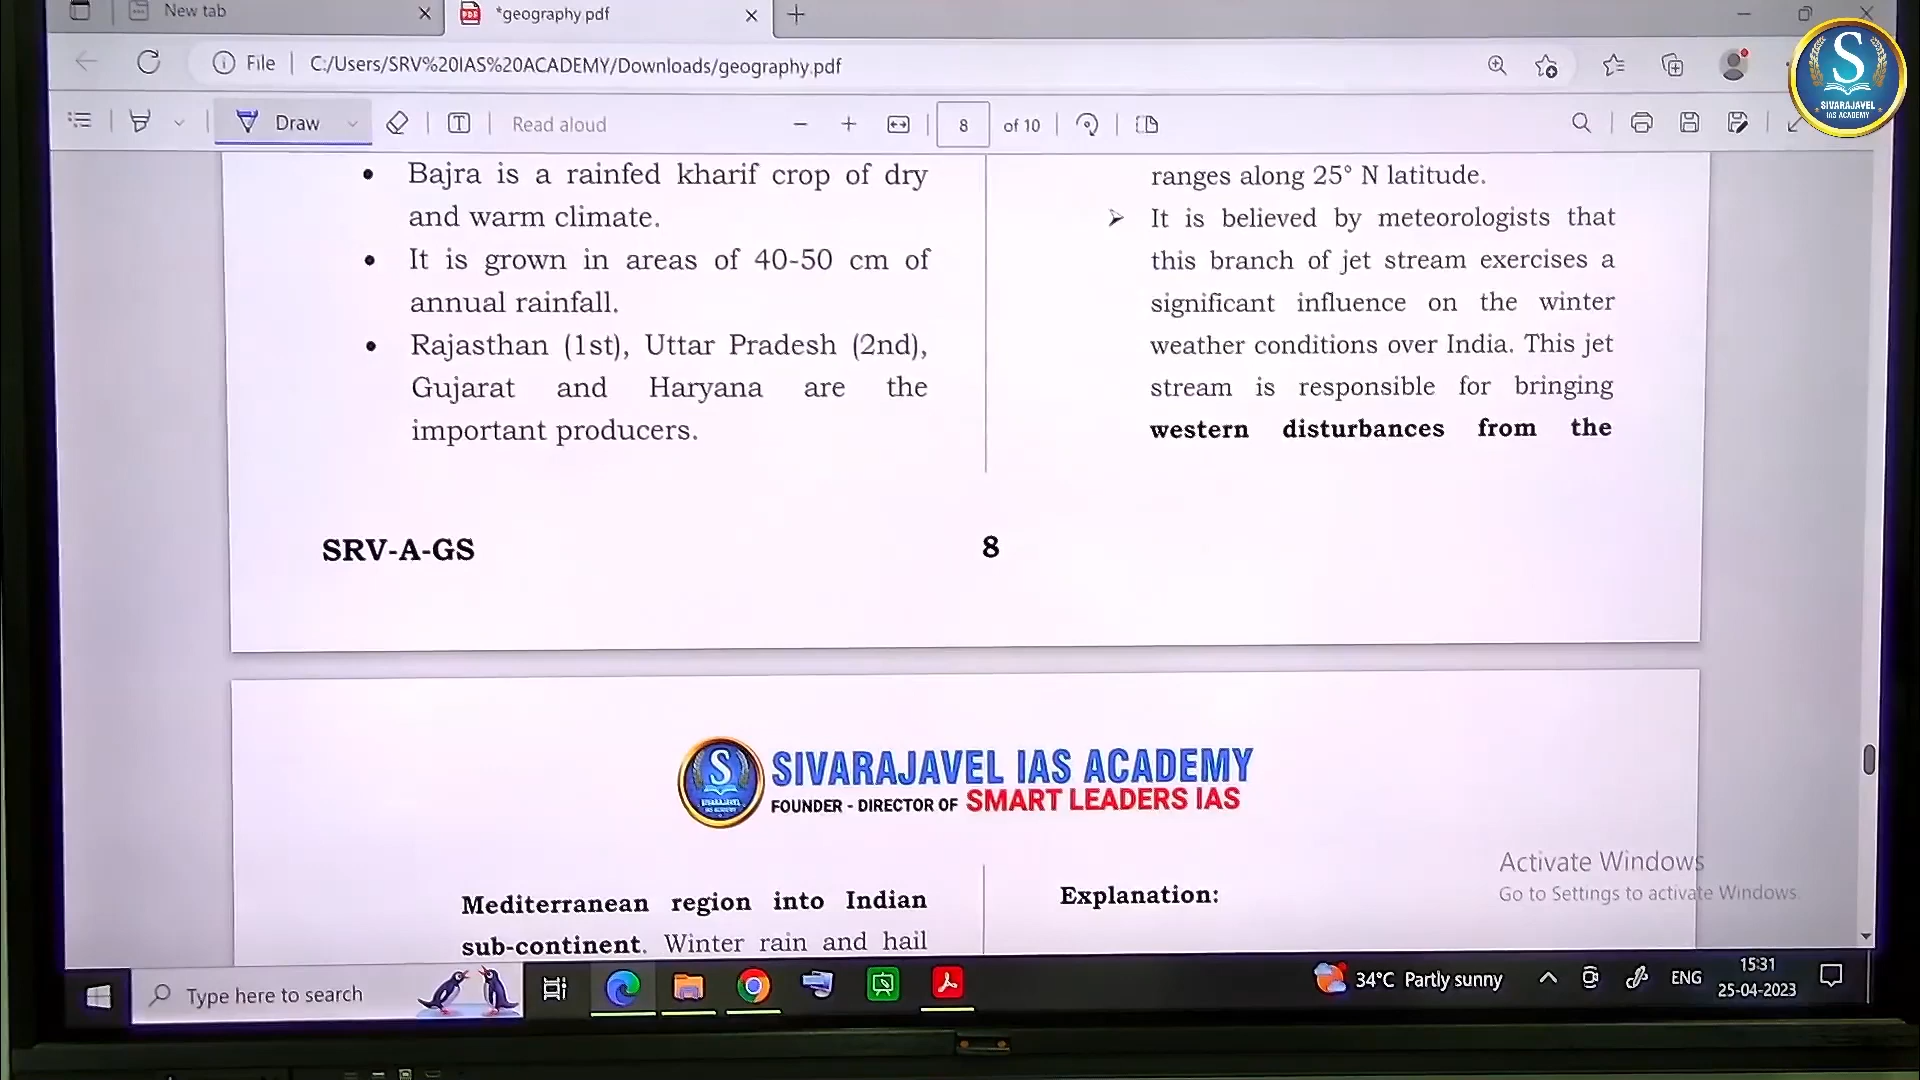 New tab
*geography pdf
File
C:/Users/SRV%20IAS%20ACADEMY/Downloads/geography.pdf
S
SIVARAJAVEL
IAS ACADEMY
Draw
Read aloud
8
of 10
Bajra is a rainfed kharif crop of dry
and warm climate.
It is grown in areas of 40-50 cm of
annual rainfall.
Rajasthan (1st), Uttar Pradesh (2nd),
Gujarat and Haryana are the
important producers.
ranges along 25° N latitude.
It is believed by meteorologists that
this branch of jet stream exercises a
significant influence on the winter
weather conditions over India. This jet
stream is responsible for bringing
western disturbances from the
SRV-A-GS
8
S
SIVARAJAVEL
IAS ACADEMY
SIVARAJAVEL IAS ACADEMY
FOUNDER - DIRECTOR OF SMART LEADERS IAS
Mediterranean region into Indian
sub-continent. Winter rain and hail
Explanation:
Activate Windows
Go to Settings to activate Windows.
Type here to search
34°C Partly sunny
ENG
15:31
25-04-2023